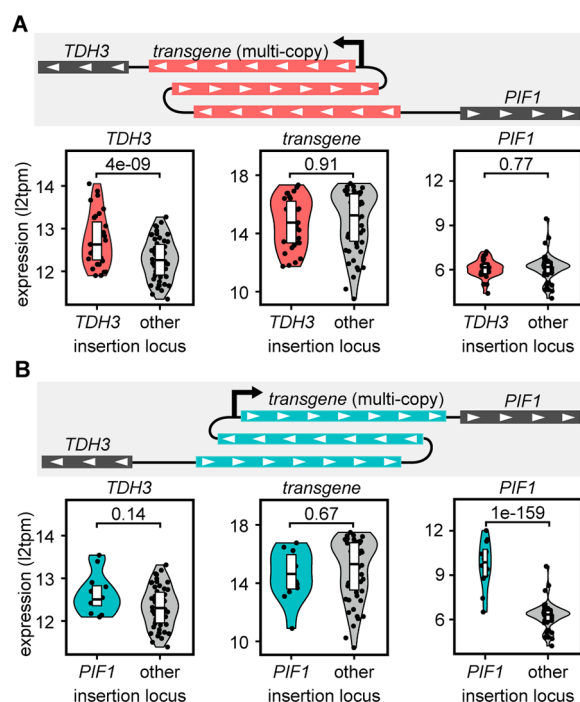 A
TDH3 transgene (multi-copy)
PIF1
TDH3 transgene PIF1
4e-09 0.91 0.77
expression (l2tpm)
14
13
12
18
14
10
12
9
6
TDH3 other TDH3 other TDH3 other
insertion locus insertion locus insertion locus
B
transgene (multi-copy) PIF1
TDH3
TDH3 transgene PIF1
0.14 0.67 1e-159
expression (l2tpm)
14
13
12
18
14
10
12
9
6
PIF1 other PIF1 other PIF1 other
insertion locus insertion locus insertion locus